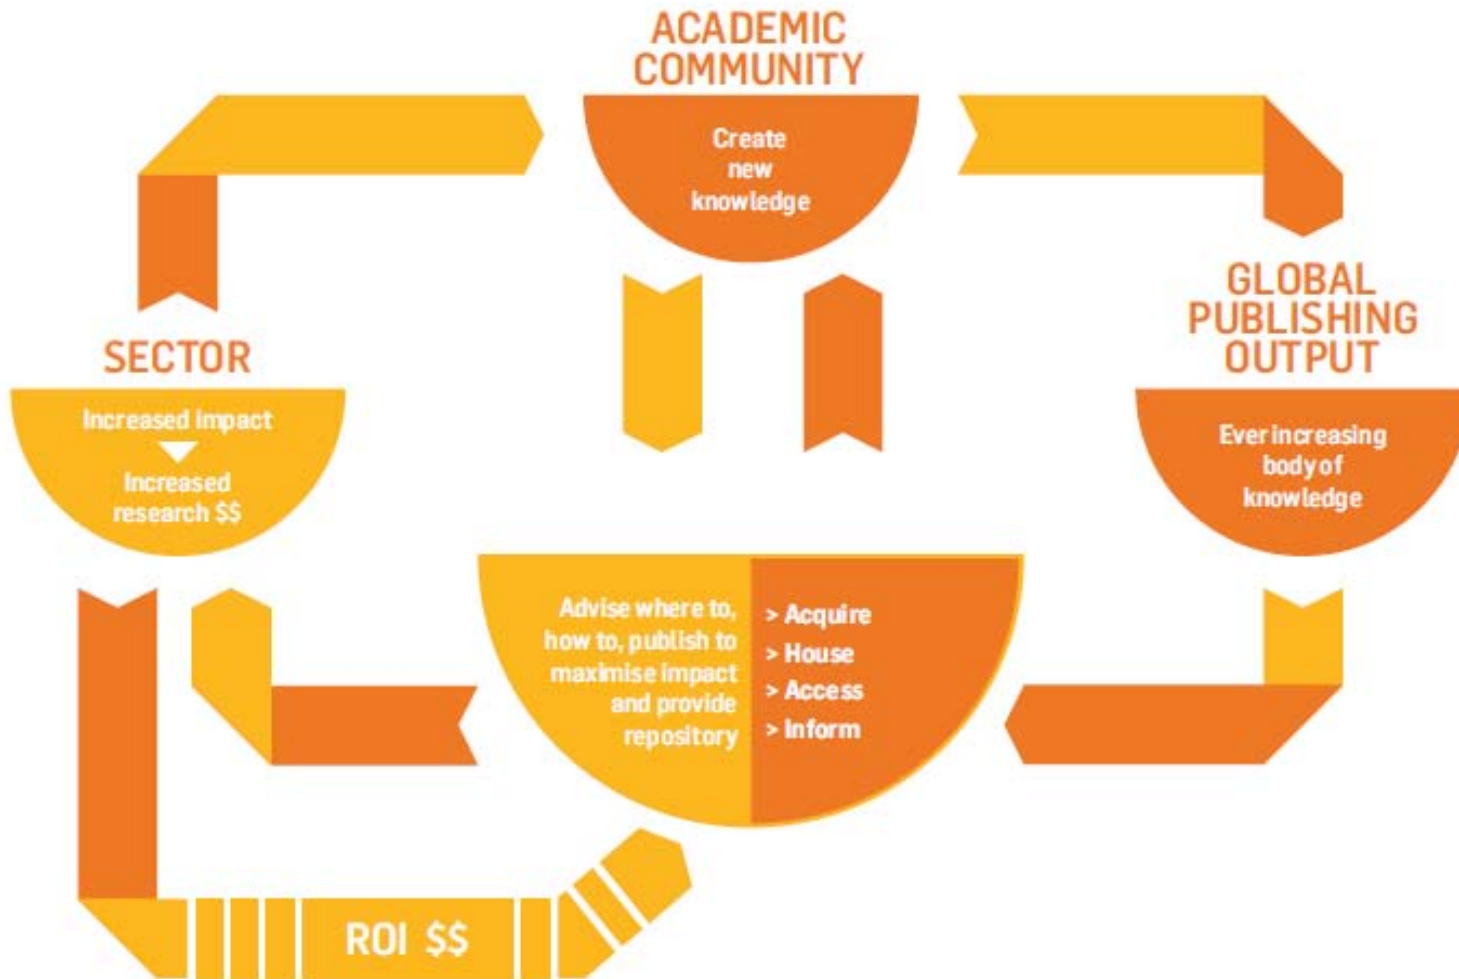 ACADEMIC
COMMUNITY
Create
new
knowledge
GLOBAL
PUBLISHING
OUTPUT
Ever increasing
body of
knowledge
SECTOR
Increased impact
Increased
research $$
Advise where to,
how to, publish to
maximise impact
and provide
repository
> Acquire
> House
> Access
> Inform
ROI $$